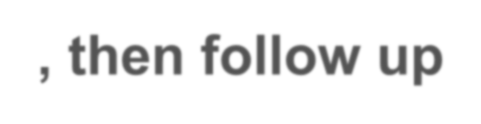 , then follow up